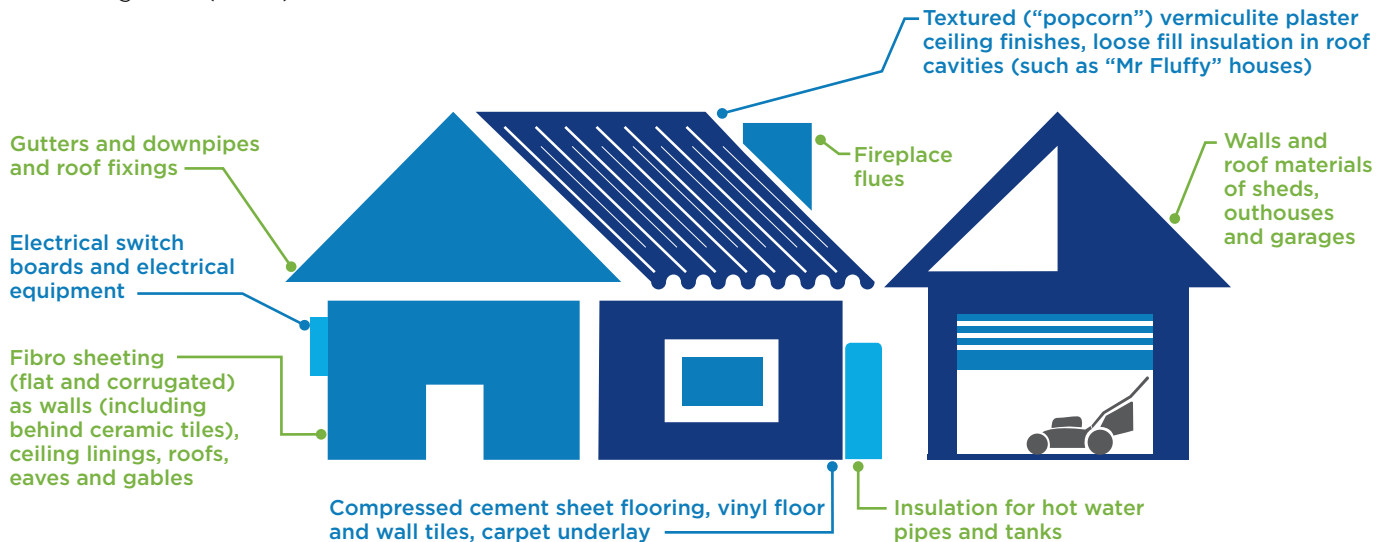 Textured (“popcorn”) vermiculite plaster
ceiling finishes, loose fill insulation in roof
cavities (such as “Mr Fluffy” houses)
Gutters and downpipes
and roof fixings
Fireplace
flues
Walls and
roof materials
of sheds,
outhouses
and garages
Electrical switch
boards and electrical
equipment
Fibro sheeting
(flat and corrugated)
as walls (including
behind ceramic tiles),
ceiling linings, roofs,
eaves and gables
Compressed cement sheet flooring, vinyl floor
and wall tiles, carpet underlay
Insulation for hot water
pipes and tanks